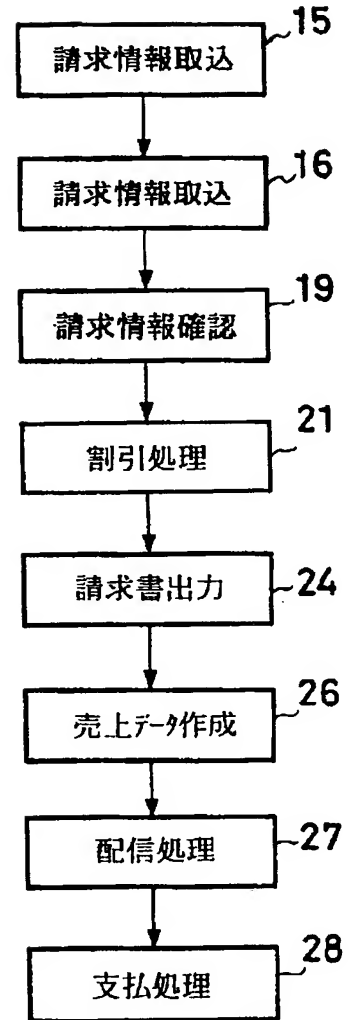 15
請求情報取込
16
請求情報取込
19
請求情報確認
21
割引処理
24
請求書出力
26
売上データ作成
27
配信処理
28
支払処理